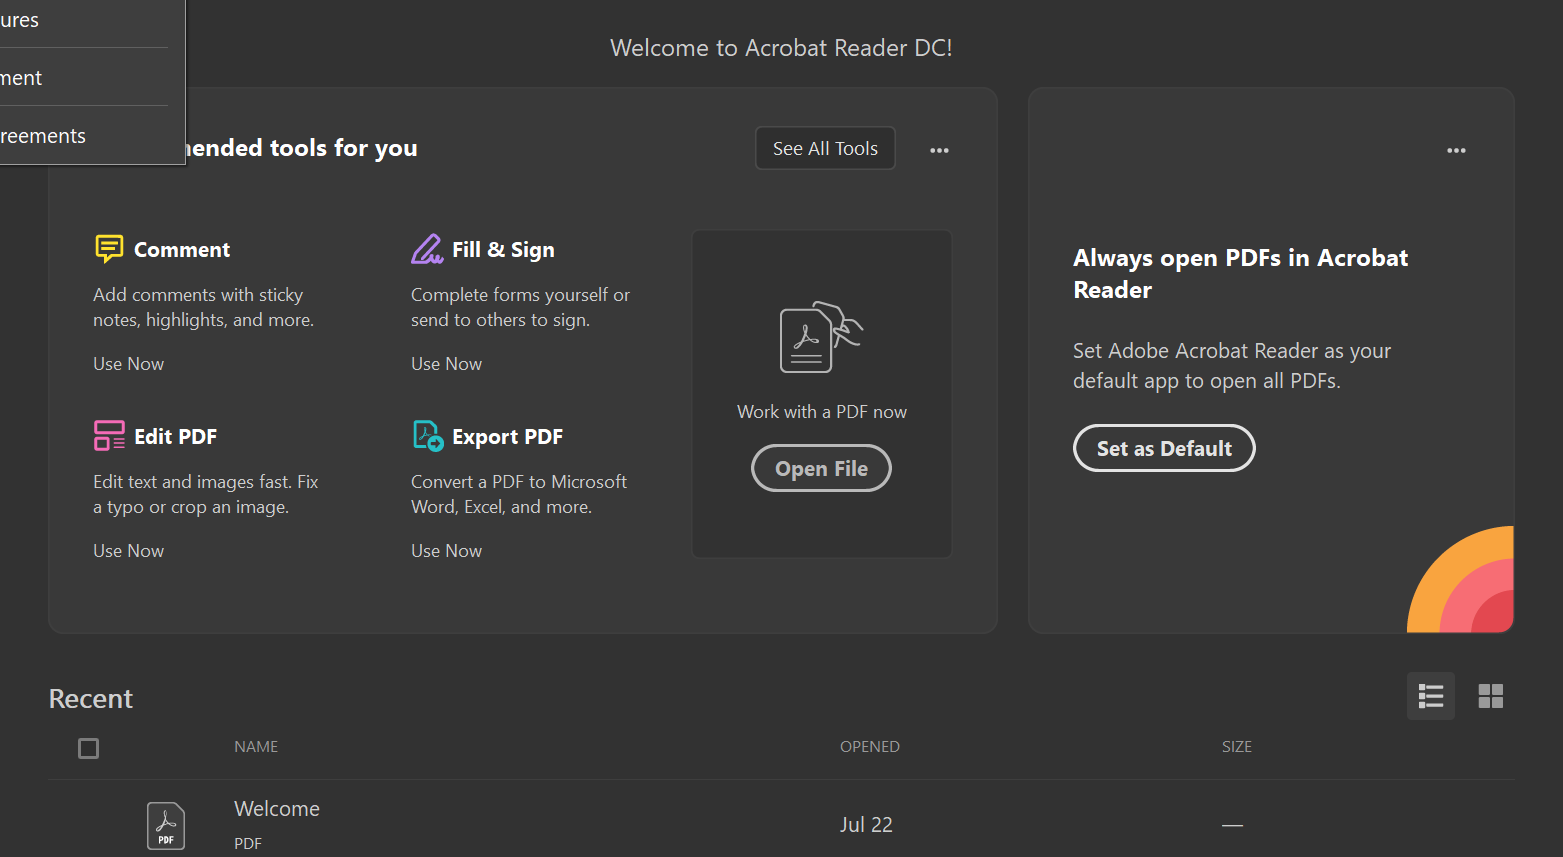 ures
ment
reements
Welcome to Acrobat Reader DC!
ended tools for you
See All Tools
Comment
Add comments with sticky
notes, highlights, and more.
Use Now
Fill & Sign
Complete forms yourself or
send to others to sign.
Use Now
Edit PDF
Edit text and images fast. Fix
a typo or crop an image.
Use Now
Export PDF
Convert a PDF to Microsoft
Word, Excel, and more.
Use Now
Work with a PDF now
Open File
Always open PDFs in Acrobat
Reader
Set Adobe Acrobat Reader as your
default app to open all PDFs.
Set as Default
Recent
NAME OPENED SIZE
Welcome
PDF
PDF
Jul 22 —